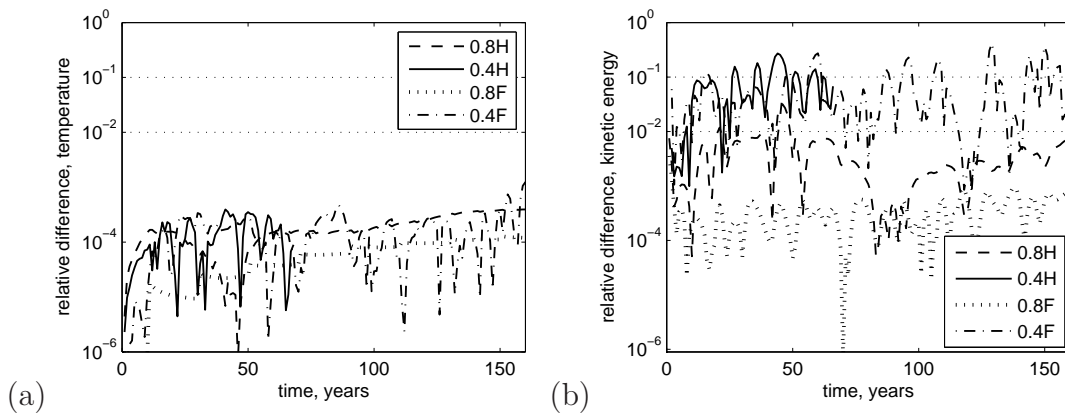 relative difference, temperature
10^0
10^-1
10^-2
10^-4
10^-6
0 50 100 150
time, years
0.8H
0.4H
0.8F
0.4F
(a)
relative difference, kinetic energy
10^0
10^-1
10^-2
10^-4
10^-6
0 50 100 150
time, years
0.8H
0.4H
0.8F
0.4F
(b)